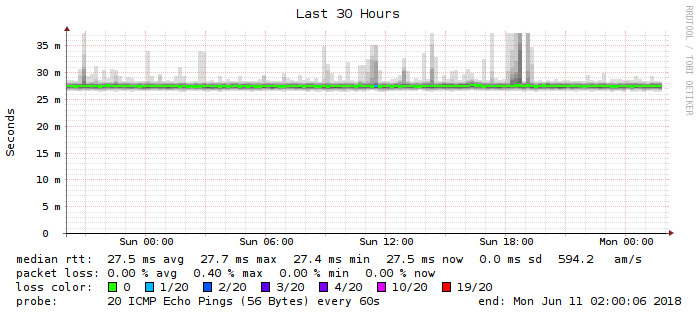 Last 30 Hours
RRDTOOL / TOBI OETIKER
Seconds
35 m
30 m
25 m
20 m
15 m
10 m
5 m
0
Sun 00:00 Sun 06:00 Sun 12:00 Sun 18:00 Mon 00:00
median rtt: 27.5 ms avg 27.7 ms max 27.4 ms min 27.5 ms now 0.0 ms sd 594.2 am/s
packet loss: 0.00 % avg 0.40 % max 0.00 % min 0.00 % now
loss color: 0 1/20 2/20 3/20 4/20 10/20 19/20
probe: 20 ICMP Echo Pings (56 Bytes) every 60s end: Mon Jun 11 02:00:06 2018